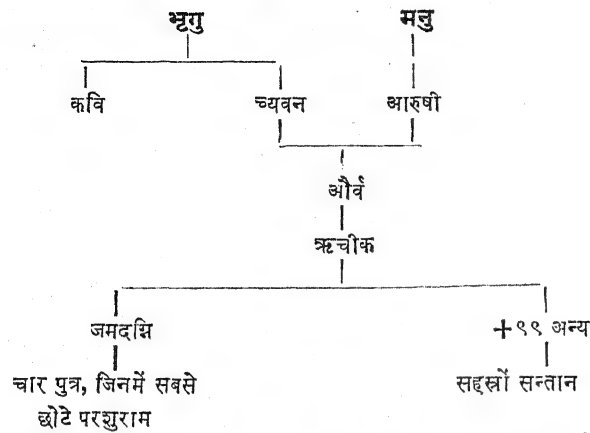 भृगु मनु
कवि च्यवन आरुषी
और्व
ऋचीक
जमदग्नि +९९ अन्य
चार पुत्र, जिनमें सबसे सहस्रों सन्तान
छोटे परशुराम